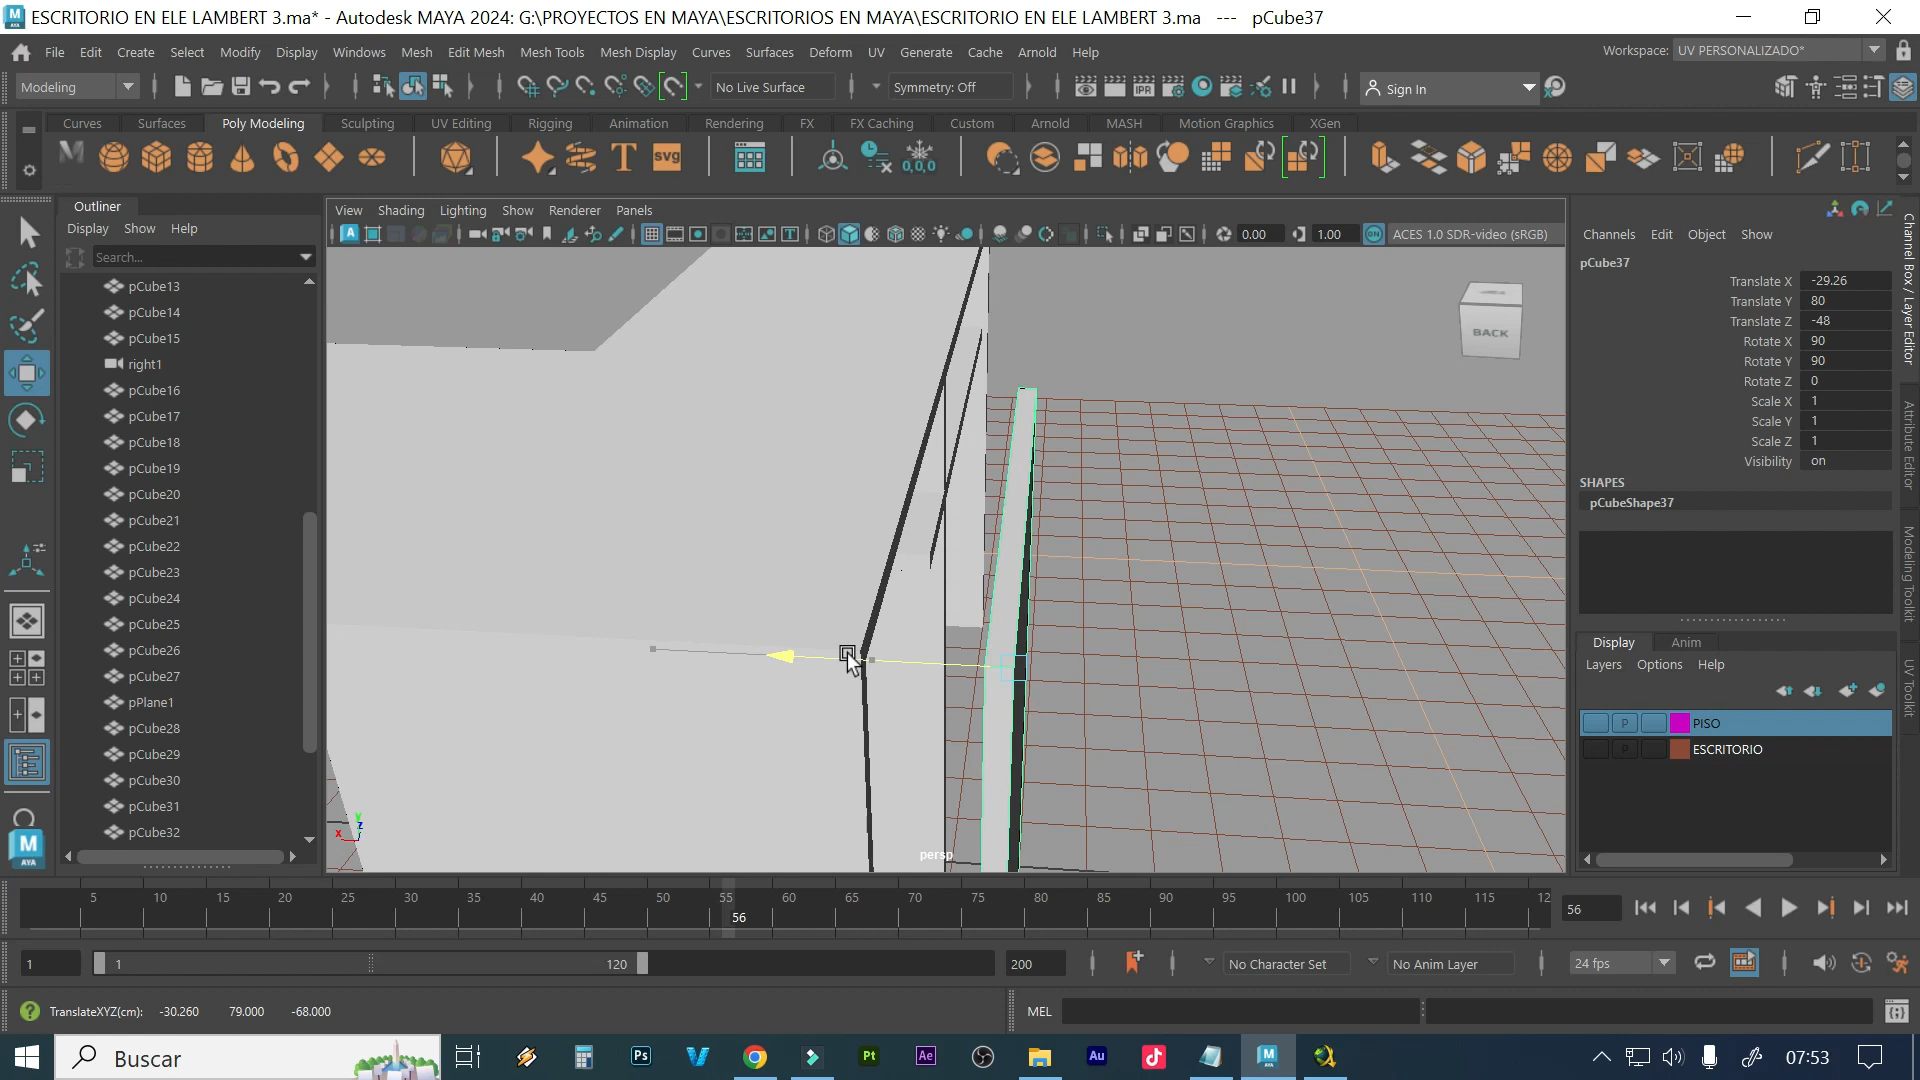 ESCRITORIO EN ELE LAMBERT 3.ma* - Autodesk MAYA 2024: G:\PROYECTOS EN MAYA\ESCRITORIOS EN MAYA\ESCRITORIO EN ELE LAMBERT 3.ma --- pCube37
File Edit Create Select Modify Display Windows Mesh Edit Mesh Mesh Tools Mesh Display Curves Surfaces Deform UV Generate Cache Arnold Help
Workspace: UV PERSONALIZADO*
Modeling No Live Surface Symmetry: Off Sign In
Curves Surfaces Poly Modeling Sculpting UV Editing Rigging Animation Rendering FX FX Caching Custom Arnold MASH Motion Graphics XGen
Outliner
Display Show Help
Search...
pCube13
pCube14
pCube15
right1
pCube16
pCube17
pCube18
pCube19
pCube20
pCube21
pCube22
pCube23
pCube24
pCube25
pCube26
pCube27
pPlane1
pCube28
pCube29
pCube30
pCube31
pCube32
View Shading Lighting Show Renderer Panels
0.00 1.00 ACES 1.0 SDR-video (sRGB)
BACK
persp
Channels Edit Object Show
pCube37
Translate X -29.26
Translate Y 80
Translate Z -48
Rotate X 90
Rotate Y 90
Rotate Z 0
Scale X 1
Scale Y 1
Scale Z 1
Visibility on
SHAPES
pCubeShape37
Display Anim
Layers Options Help
P PISO
P ESCRITORIO
Channel Box / Layer Editor
Attribute Editor
Modeling Toolkit
UV Toolkit
5 10 15 20 25 30 35 40 45 50 55 60 65 70 75 80 85 90 95 100 105 110 115 12
56
56
1 1 120 200 No Character Set No Anim Layer 24 fps
TranslateXYZ(cm): -30.260 79.000 -68.000 MEL
Buscar
07:53